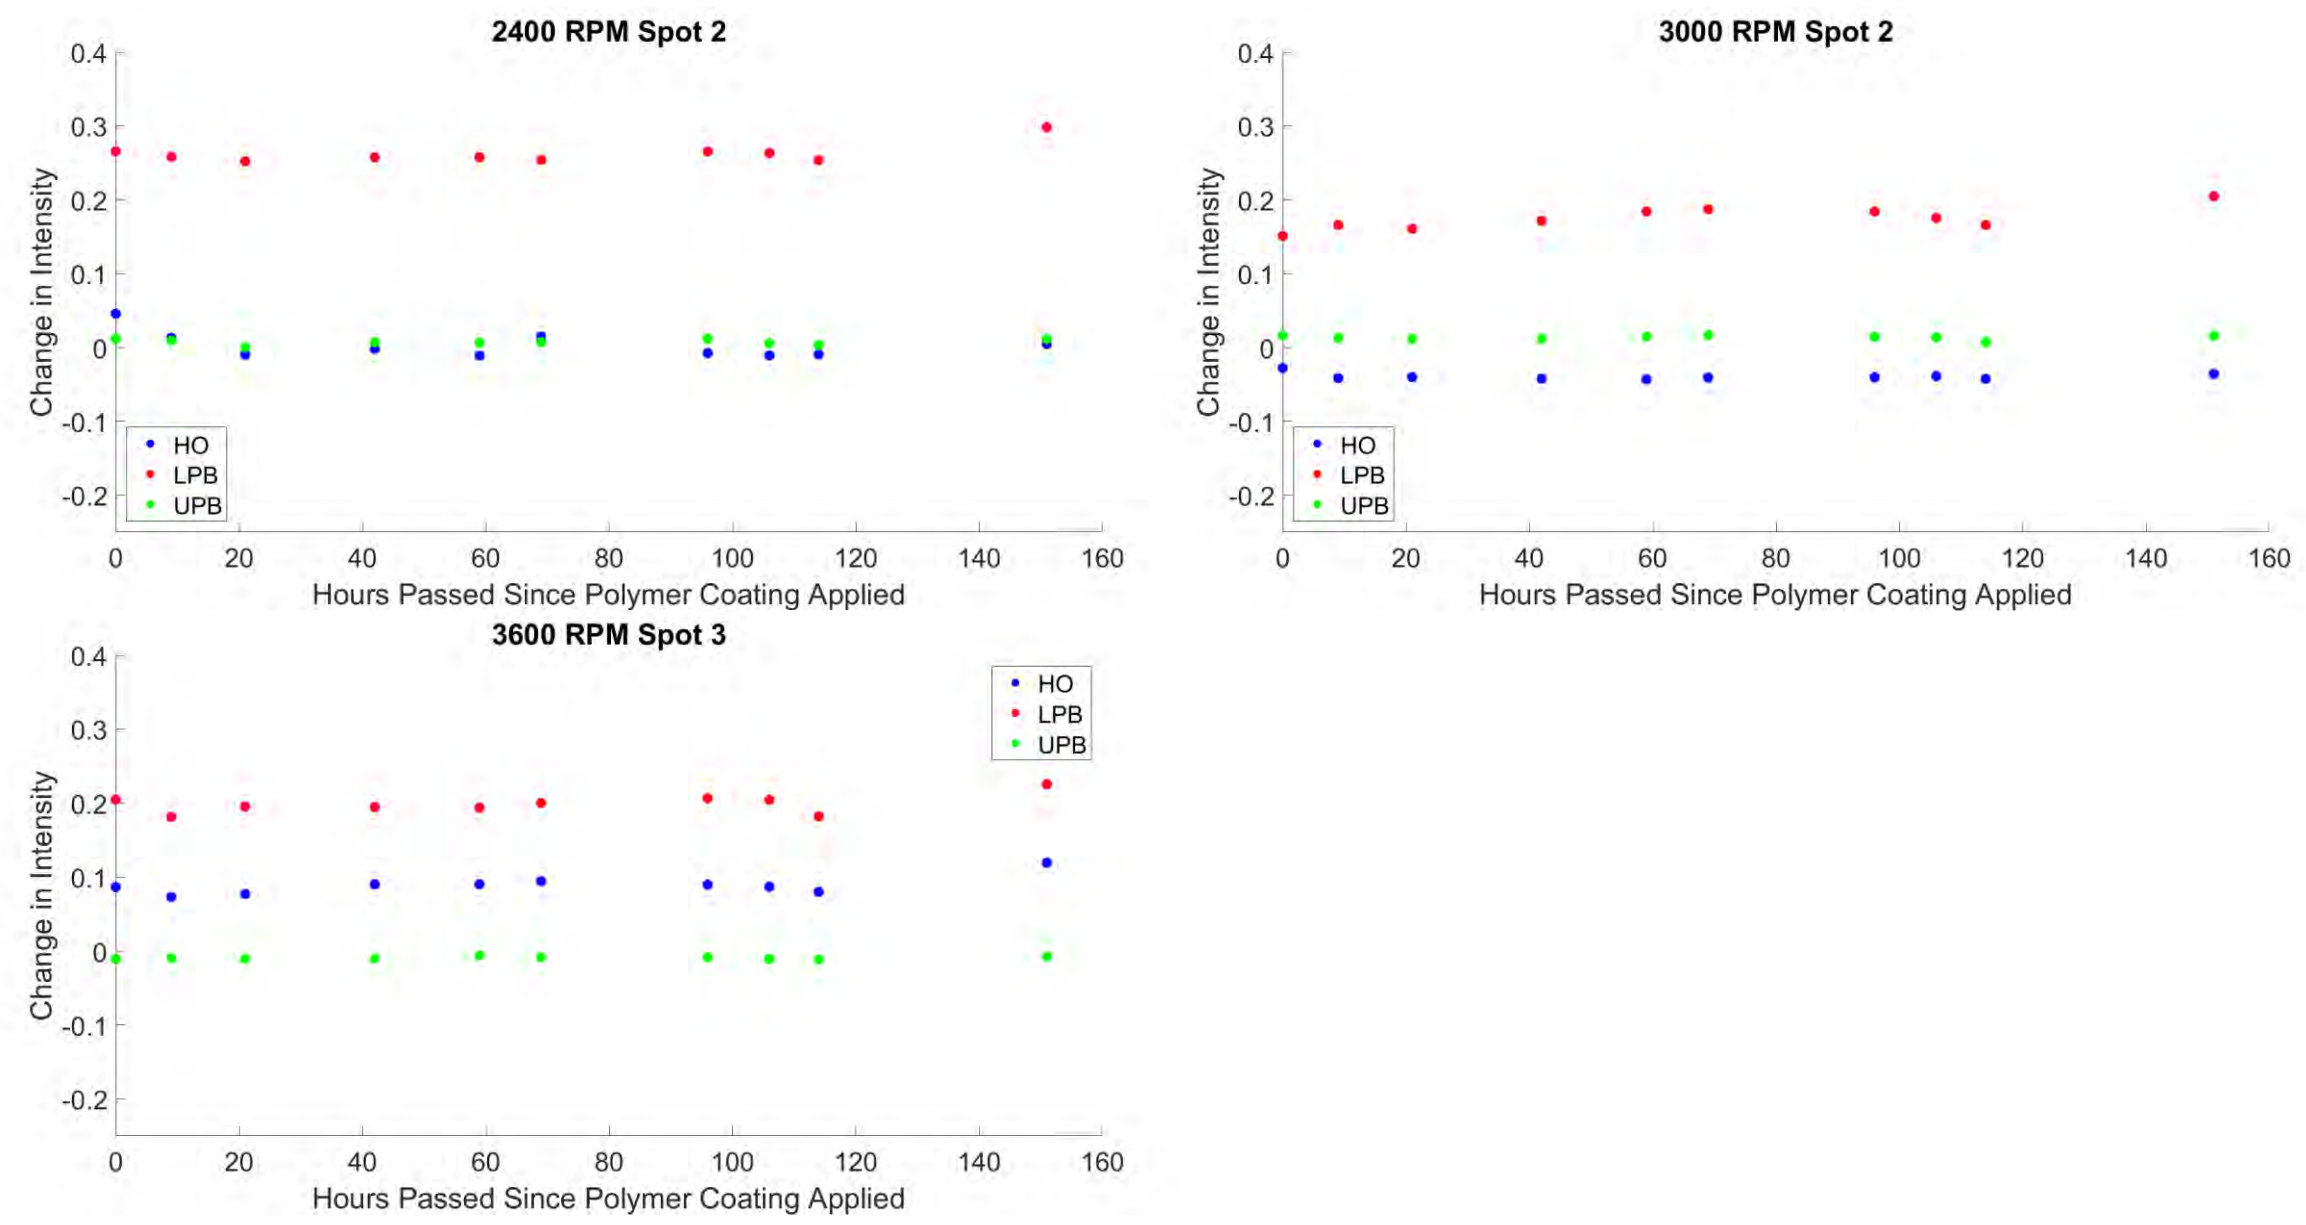 2400 RPM Spot 2
0.4
0.3
0.2
0.1
0
-0.1
-0.2
Change in Intensity
HO
LPB
UPB
0 20 40 60 80 100 120 140 160
Hours Passed Since Polymer Coating Applied
3000 RPM Spot 2
0.4
0.3
0.2
0.1
0
-0.1
-0.2
Change in Intensity
HO
LPB
UPB
0 20 40 60 80 100 120 140 160
Hours Passed Since Polymer Coating Applied
3600 RPM Spot 3
0.4
0.3
0.2
0.1
0
-0.1
-0.2
Change in Intensity
HO
LPB
UPB
0 20 40 60 80 100 120 140 160
Hours Passed Since Polymer Coating Applied